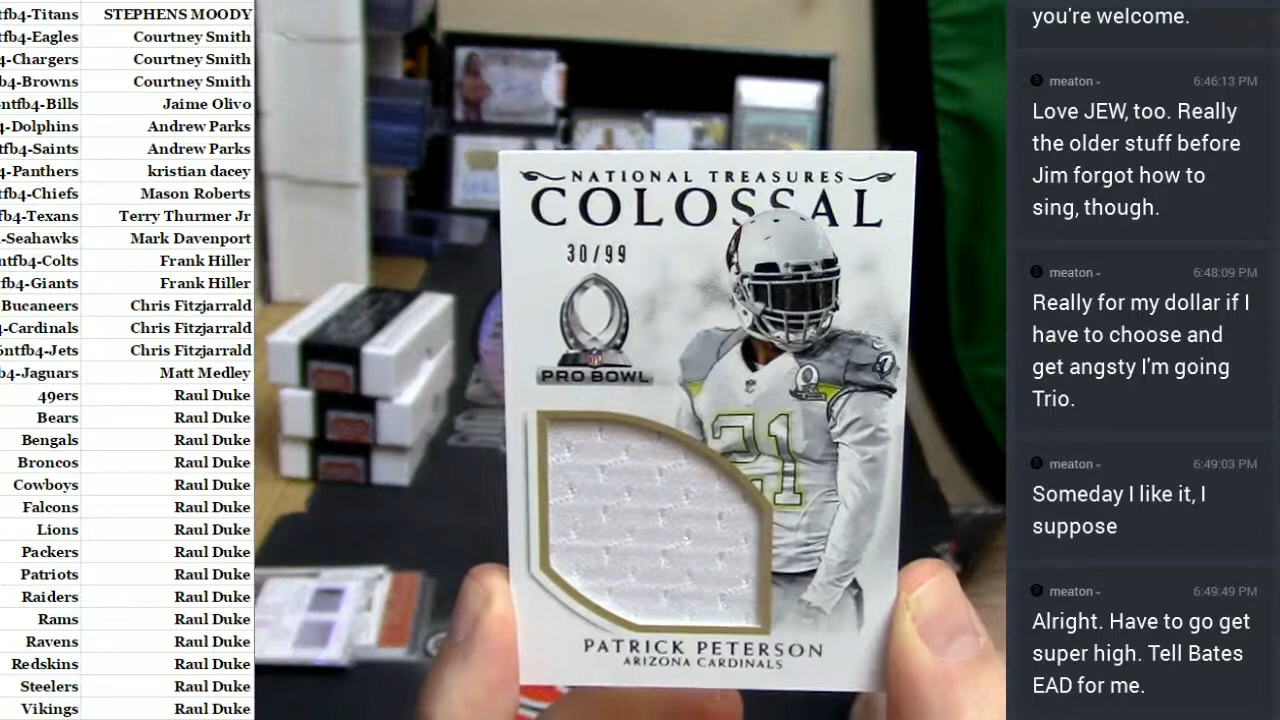 tfb4-Titans STEPHENS MOODY
tfb4-Eagles Courtney Smith
4-Chargers Courtney Smith
b4-Browns Courtney Smith
ntfb4-Bills Jaime Olivo
4-Dolphins Andrew Parks
b4-Saints Andrew Parks
4-Panthers kristian dacey
fb4-Chiefs Mason Roberts
fb4-Texans Terry Thurmer Jr
-Seahawks Mark Davenport
ntfb4-Colts Frank Hiller
fb4-Giants Frank Hiller
Bucaneers Chris Fitzjarrald
4-Cardinals Chris Fitzjarrald
6ntfb4-Jets Chris Fitzjarrald
b4-Jaguars Matt Medley
49ers Raul Duke
Bears Raul Duke
Bengals Raul Duke
Broncos Raul Duke
Cowboys Raul Duke
Falcons Raul Duke
Lions Raul Duke
Packers Raul Duke
Patriots Raul Duke
Raiders Raul Duke
Rams Raul Duke
Ravens Raul Duke
Redskins Raul Duke
Steelers Raul Duke
Vikings Raul Duke
NATIONAL TREASURES
COLOSSAL
30/99
PRO BOWL
21
PATRICK PETERSON
ARIZONA CARDINALS
you're welcome.
meaton 6:46:13 PM
Love JEW, too. Really
the older stuff before
Jim forgot how to
sing, though.
meaton 6:48:09 PM
Really for my dollar if I
have to choose and
get angsty I'm going
Trio.
meaton 6:49:03 PM
Someday I like it, I
suppose
meaton 6:49:49 PM
Alright. Have to go get
super high. Tell Bates
EAD for me.